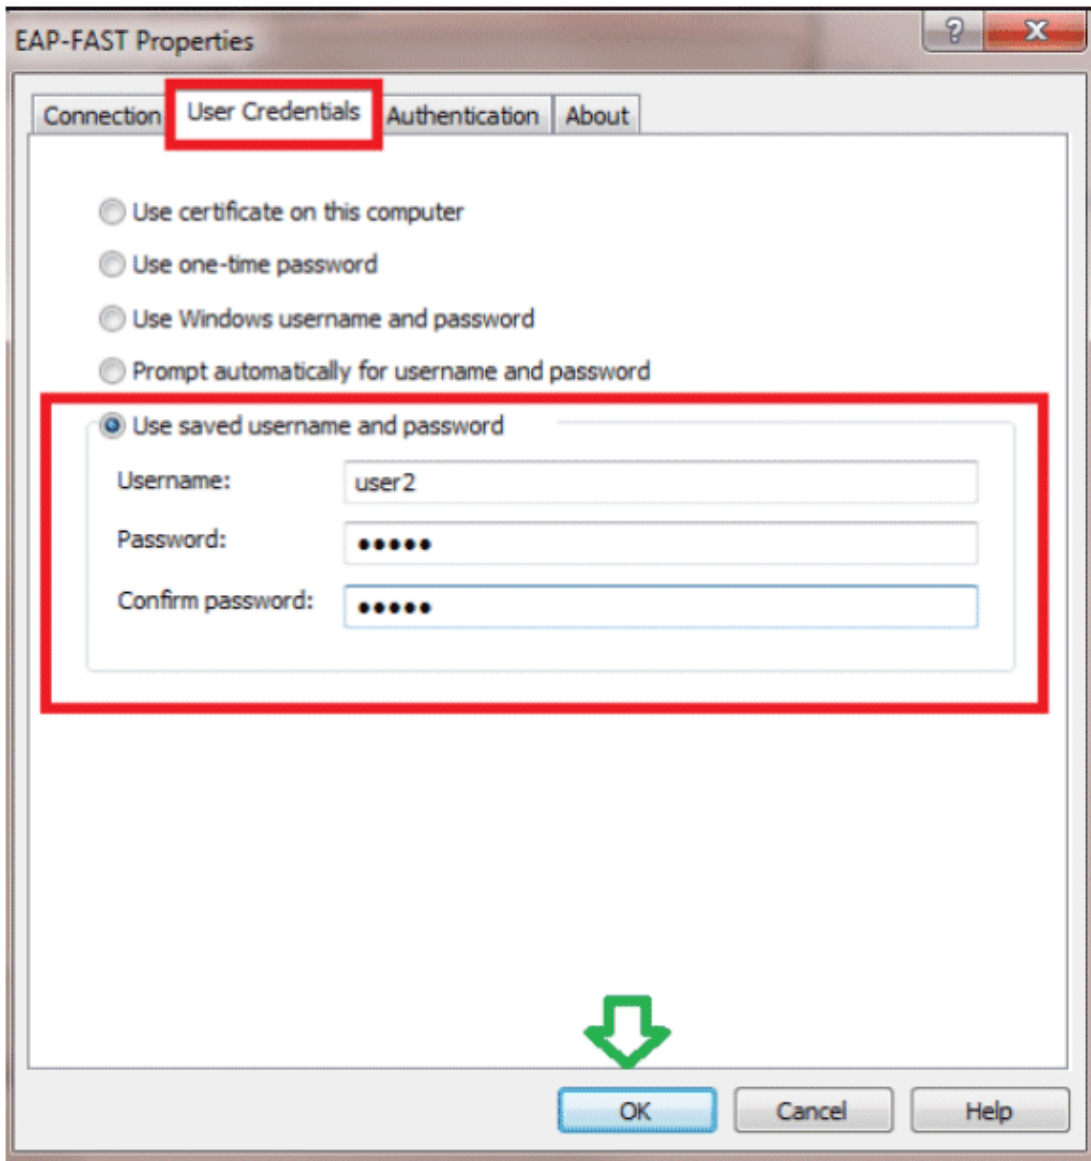 EAP-FAST Properties
Connection User Credentials Authentication About
Use certificate on this computer
Use one-time password
Use Windows username and password
Prompt automatically for username and password
Use saved username and password
Username: user2
Password: •••••
Confirm password: •••••
OK Cancel Help